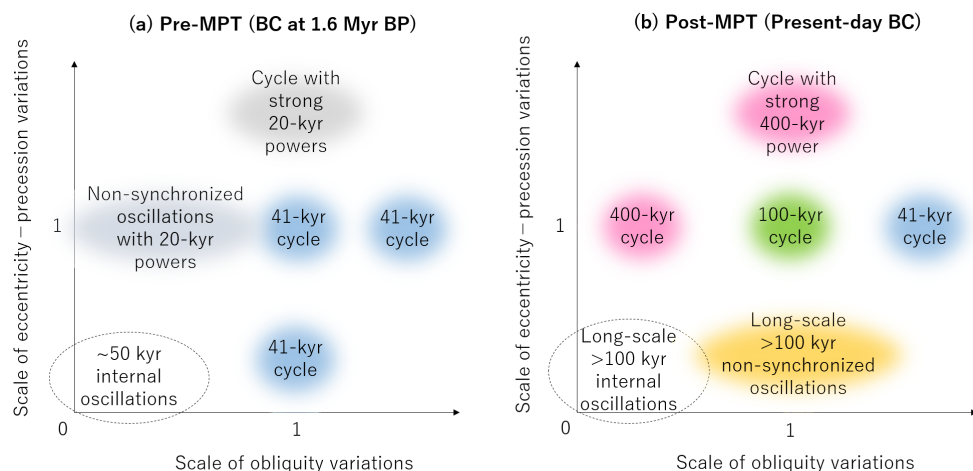 (a) Pre-MPT (BC at 1.6 Myr BP)
Scale of eccentricity – precession variations
Cycle with
strong
20-kyr
powers
1
Non-synchronized
oscillations
with 20-kyr
powers
41-kyr
cycle
41-kyr
cycle
41-kyr
cycle
~50 kyr
internal
oscillations
0
1
Scale of obliquity variations
(b) Post-MPT (Present-day BC)
Scale of eccentricity – precession variations
Cycle with
strong
400-kyr
power
1
400-kyr
cycle
100-kyr
cycle
41-kyr
cycle
Long-scale
>100 kyr
non-synchronized
oscillations
Long-scale
>100 kyr
internal
oscillations
0
1
Scale of obliquity variations